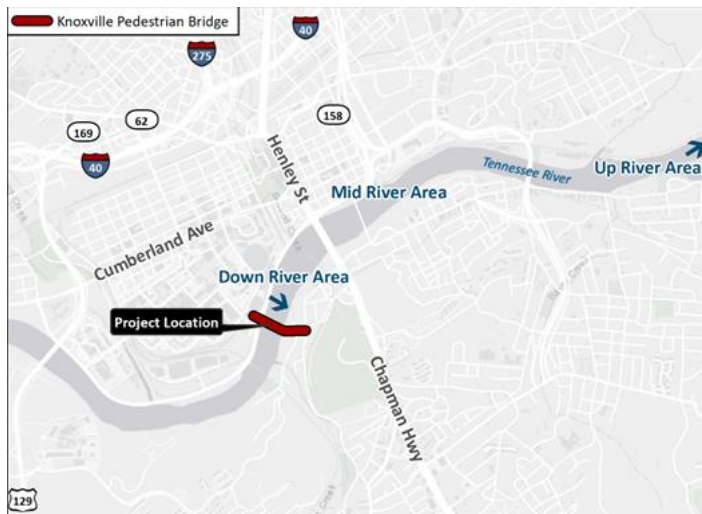 Knoxville Pedestrian Bridge
40
275
158
62
169
40
Henley St
Tennessee River
Up River Area
Mid River Area
Cumberland Ave
Down River Area
Project Location
Chapman Hwy
129